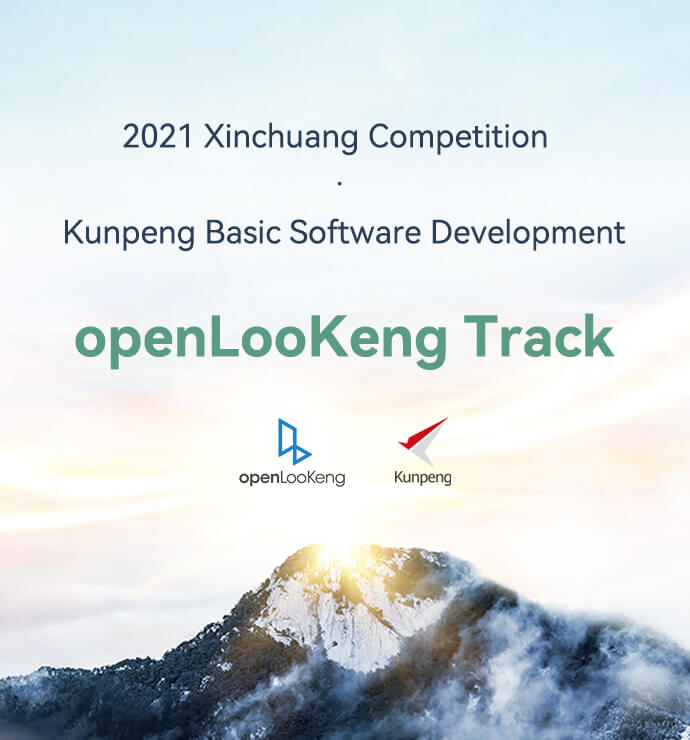 2021 Xinchuang Competition
·
Kunpeng Basic Software Development
openLooKeng Track
openLooKeng
Kunpeng